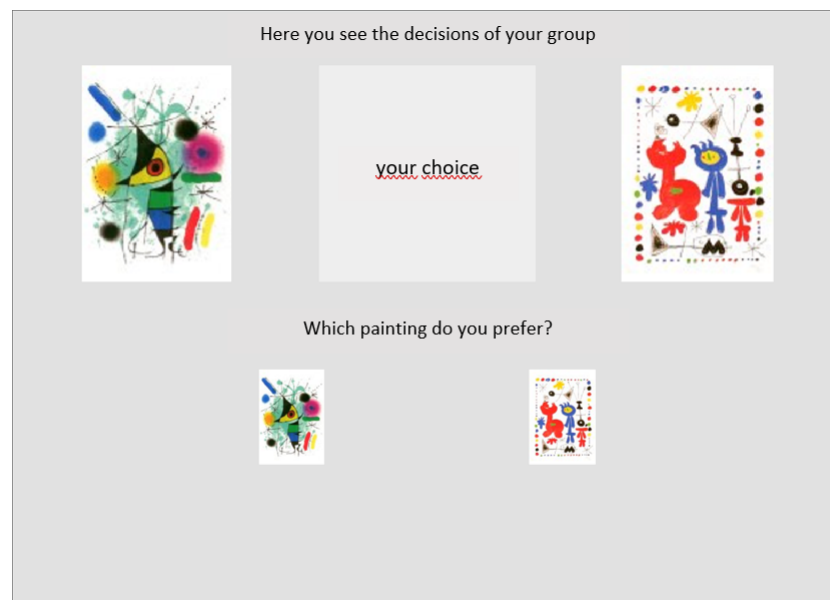 Here you see the decisions of your group
your choice
Which painting do you prefer?